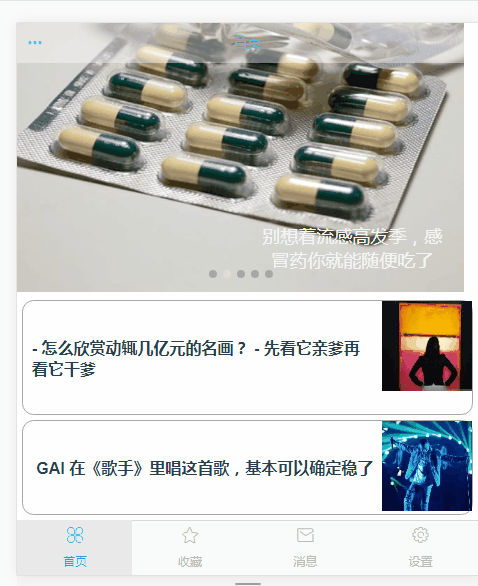 别想着流感高发季，感
冒药你就能随便吃了
- 怎么欣赏动辄几亿元的名画？ - 先看它亲爹再
看它干爹
GAI 在《歌手》里唱这首歌，基本可以确定稳了
首页
收藏
消息
设置